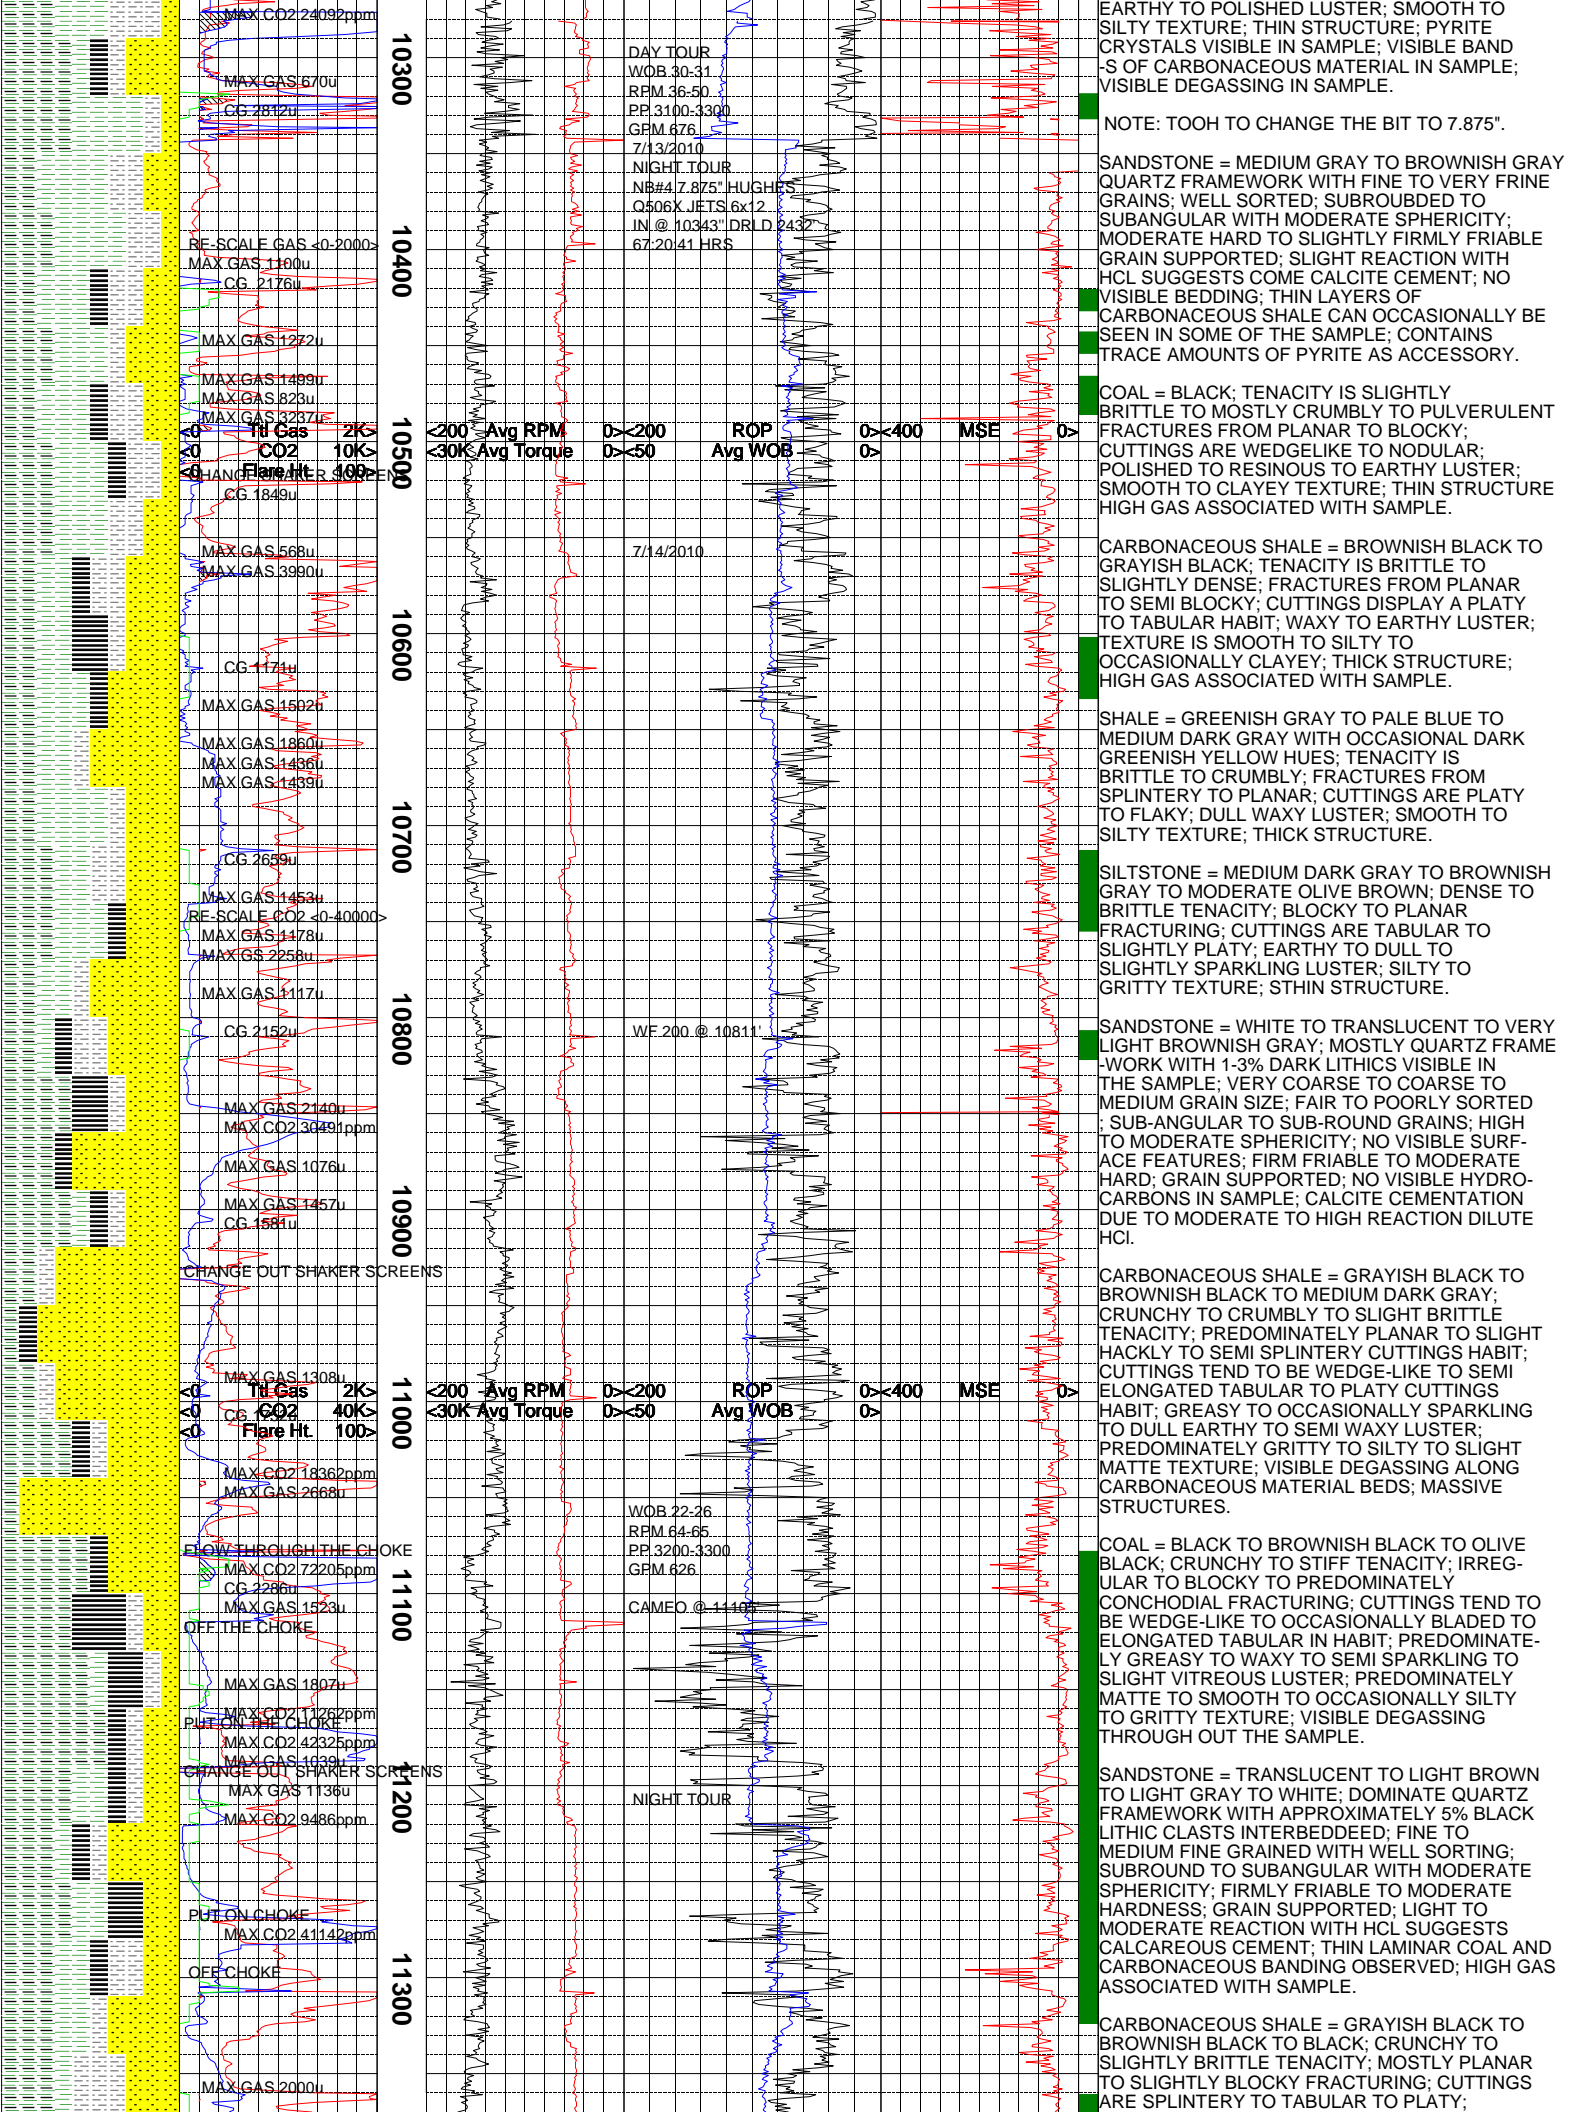 MAX CO2 24092ppm
MAX GAS 670u
CG 2812u
RE-SCALE GAS <0-2000>
MAX GAS 1100u
CG 2176u
MAX GAS 1272u
MAX GAS 1499u
MAX GAS 823u
MAX GAS 3237u
<0 Ttl Gas 2K>
<0 CO2 10K>
<0 Flare Ht. 100>
CHANGE SHAKER SCREENS
CG 1849u
MAX GAS 568u
MAX GAS 3990u
CG 1171u
MAX GAS 1502u
MAX GAS 1860u
MAX GAS 1436u
MAX GAS 1439u
CG 2659u
MAX GAS 1453u
RE-SCALE CO2 <0-40000>
MAX GAS 1178u
MAX GS 2258u
MAX GAS 1117u
CG 2152u
MAX GAS 2140u
MAX CO2 30491ppm
MAX GAS 1076u
MAX GAS 1457u
CG 1581u
CHANGE OUT SHAKER SCREENS
MAX GAS 1308u
<0 Ttl Gas 2K>
<0 CO2 40K>
<0 Flare Ht. 100>
MAX CO2 18362ppm
MAX GAS 2668u
FLOW THROUGH THE CHOKE
MAX CO2 72205ppm
CG 2286u
MAX GAS 1523u
OFF THE CHOKE
MAX GAS 1807u
MAX CO2 11262ppm
PUT ON THE CHOKE
MAX CO2 42325ppm
MAX GAS 1039u
CHANGE OUT SHAKER SCREENS
MAX GAS 1136u
MAX CO2 9486ppm
PUT ON CHOKE
MAX CO2 41142ppm
OFF CHOKE
MAX GAS 2000u
10300
10400
10500
10600
10700
10800
10900
11000
11100
11200
11300
<200 Avg RPM 0>
<30K Avg Torque 0>
<200 Avg RPM 0>
<30K Avg Torque 0>
DAY TOUR
WOB 30-31
RPM 36-50
PP 3100-3300
GPM 676
7/13/2010
NIGHT TOUR
NB#4 7.875" HUGHES
Q506X JETS 6x12
IN @ 10343" DRLD 2432'
67:20:41 HRS
<200 ROP 0>
<50 Avg WOB 0>
7/14/2010
WF 200 @ 10811'
<200 ROP 0>
<50 Avg WOB 0>
WOB 22-26
RPM 64-65
PP 3200-3300
GPM 626
CAMEO @ 11105'
NIGHT TOUR
<400 MSE 0>
<400 MSE 0>
EARTHY TO POLISHED LUSTER; SMOOTH TO
SILTY TEXTURE; THIN STRUCTURE; PYRITE
CRYSTALS VISIBLE IN SAMPLE; VISIBLE BAND
-S OF CARBONACEOUS MATERIAL IN SAMPLE;
VISIBLE DEGASSING IN SAMPLE.
NOTE: TOOH TO CHANGE THE BIT TO 7.875".
SANDSTONE = MEDIUM GRAY TO BROWNISH GRAY
QUARTZ FRAMEWORK WITH FINE TO VERY FRINE
GRAINS; WELL SORTED; SUBROUBDED TO
SUBANGULAR WITH MODERATE SPHERICITY;
MODERATE HARD TO SLIGHTLY FIRMLY FRIABLE
GRAIN SUPPORTED; SLIGHT REACTION WITH
HCL SUGGESTS COME CALCITE CEMENT; NO
VISIBLE BEDDING; THIN LAYERS OF
CARBONACEOUS SHALE CAN OCCASIONALLY BE
SEEN IN SOME OF THE SAMPLE; CONTAINS
TRACE AMOUNTS OF PYRITE AS ACCESSORY.
COAL = BLACK; TENACITY IS SLIGHTLY
BRITTLE TO MOSTLY CRUMBLY TO PULVERULENT
FRACTURES FROM PLANAR TO BLOCKY;
CUTTINGS ARE WEDGELIKE TO NODULAR;
POLISHED TO RESINOUS TO EARTHY LUSTER;
SMOOTH TO CLAYEY TEXTURE; THIN STRUCTURE
HIGH GAS ASSOCIATED WITH SAMPLE.
CARBONACEOUS SHALE = BROWNISH BLACK TO
GRAYISH BLACK; TENACITY IS BRITTLE TO
SLIGHTLY DENSE; FRACTURES FROM PLANAR
TO SEMI BLOCKY; CUTTINGS DISPLAY A PLATY
TO TABULAR HABIT; WAXY TO EARTHY LUSTER;
TEXTURE IS SMOOTH TO SILTY TO
OCCASIONALLY CLAYEY; THICK STRUCTURE;
HIGH GAS ASSOCIATED WITH SAMPLE.
SHALE = GREENISH GRAY TO PALE BLUE TO
MEDIUM DARK GRAY WITH OCCASIONAL DARK
GREENISH YELLOW HUES; TENACITY IS
BRITTLE TO CRUMBLY; FRACTURES FROM
SPLINTERY TO PLANAR; CUTTINGS ARE PLATY
TO FLAKY; DULL WAXY LUSTER; SMOOTH TO
SILTY TEXTURE; THICK STRUCTURE.
SILTSTONE = MEDIUM DARK GRAY TO BROWNISH
GRAY TO MODERATE OLIVE BROWN; DENSE TO
BRITTLE TENACITY; BLOCKY TO PLANAR
FRACTURING; CUTTINGS ARE TABULAR TO
SLIGHTLY PLATY; EARTHY TO DULL TO
SLIGHTLY SPARKLING LUSTER; SILTY TO
GRITTY TEXTURE; STHIN STRUCTURE.
SANDSTONE = WHITE TO TRANSLUCENT TO VERY
LIGHT BROWNISH GRAY; MOSTLY QUARTZ FRAME
-WORK WITH 1-3% DARK LITHICS VISIBLE IN
THE SAMPLE; VERY COARSE TO COARSE TO
MEDIUM GRAIN SIZE; FAIR TO POORLY SORTED
; SUB-ANGULAR TO SUB-ROUND GRAINS; HIGH
TO MODERATE SPHERICITY; NO VISIBLE SURF-
ACE FEATURES; FIRM FRIABLE TO MODERATE
HARD; GRAIN SUPPORTED; NO VISIBLE HYDRO-
CARBONS IN SAMPLE; CALCITE CEMENTATION
DUE TO MODERATE TO HIGH REACTION DILUTE
HCl.
CARBONACEOUS SHALE = GRAYISH BLACK TO
BROWNISH BLACK TO MEDIUM DARK GRAY;
CRUNCHY TO CRUMBLY TO SLIGHT BRITTLE
TENACITY; PREDOMINATELY PLANAR TO SLIGHT
HACKLY TO SEMI SPLINTERY CUTTINGS HABIT;
CUTTINGS TEND TO BE WEDGE-LIKE TO SEMI
ELONGATED TABULAR TO PLATY CUTTINGS
HABIT; GREASY TO OCCASIONALLY SPARKLING
TO DULL EARTHY TO SEMI WAXY LUSTER;
PREDOMINATELY GRITTY TO SILTY TO SLIGHT
MATTE TEXTURE; VISIBLE DEGASSING ALONG
CARBONACEOUS MATERIAL BEDS; MASSIVE
STRUCTURES.
COAL = BLACK TO BROWNISH BLACK TO OLIVE
BLACK; CRUNCHY TO STIFF TENACITY; IRREG-
ULAR TO BLOCKY TO PREDOMINATELY
CONCHODIAL FRACTURING; CUTTINGS TEND TO
BE WEDGE-LIKE TO OCCASIONALLY BLADED TO
ELONGATED TABULAR IN HABIT; PREDOMINATE-
LY GREASY TO WAXY TO SEMI SPARKLING TO
SLIGHT VITREOUS LUSTER; PREDOMINATELY
MATTE TO SMOOTH TO OCCASIONALLY SILTY
TO GRITTY TEXTURE; VISIBLE DEGASSING
THROUGH OUT THE SAMPLE.
SANDSTONE = TRANSLUCENT TO LIGHT BROWN
TO LIGHT GRAY TO WHITE; DOMINATE QUARTZ
FRAMEWORK WITH APPROXIMATELY 5% BLACK
LITHIC CLASTS INTERBEDDEED; FINE TO
MEDIUM FINE GRAINED WITH WELL SORTING;
SUBROUND TO SUBANGULAR WITH MODERATE
SPHERICITY; FIRMLY FRIABLE TO MODERATE
HARDNESS; GRAIN SUPPORTED; LIGHT TO
MODERATE REACTION WITH HCL SUGGESTS
CALCAREOUS CEMENT; THIN LAMINAR COAL AND
CARBONACEOUS BANDING OBSERVED; HIGH GAS
ASSOCIATED WITH SAMPLE.
CARBONACEOUS SHALE = GRAYISH BLACK TO
BROWNISH BLACK TO BLACK; CRUNCHY TO
SLIGHTLY BRITTLE TENACITY; MOSTLY PLANAR
TO SLIGHTLY BLOCKY FRACTURING; CUTTINGS
ARE SPLINTERY TO TABULAR TO PLATY;